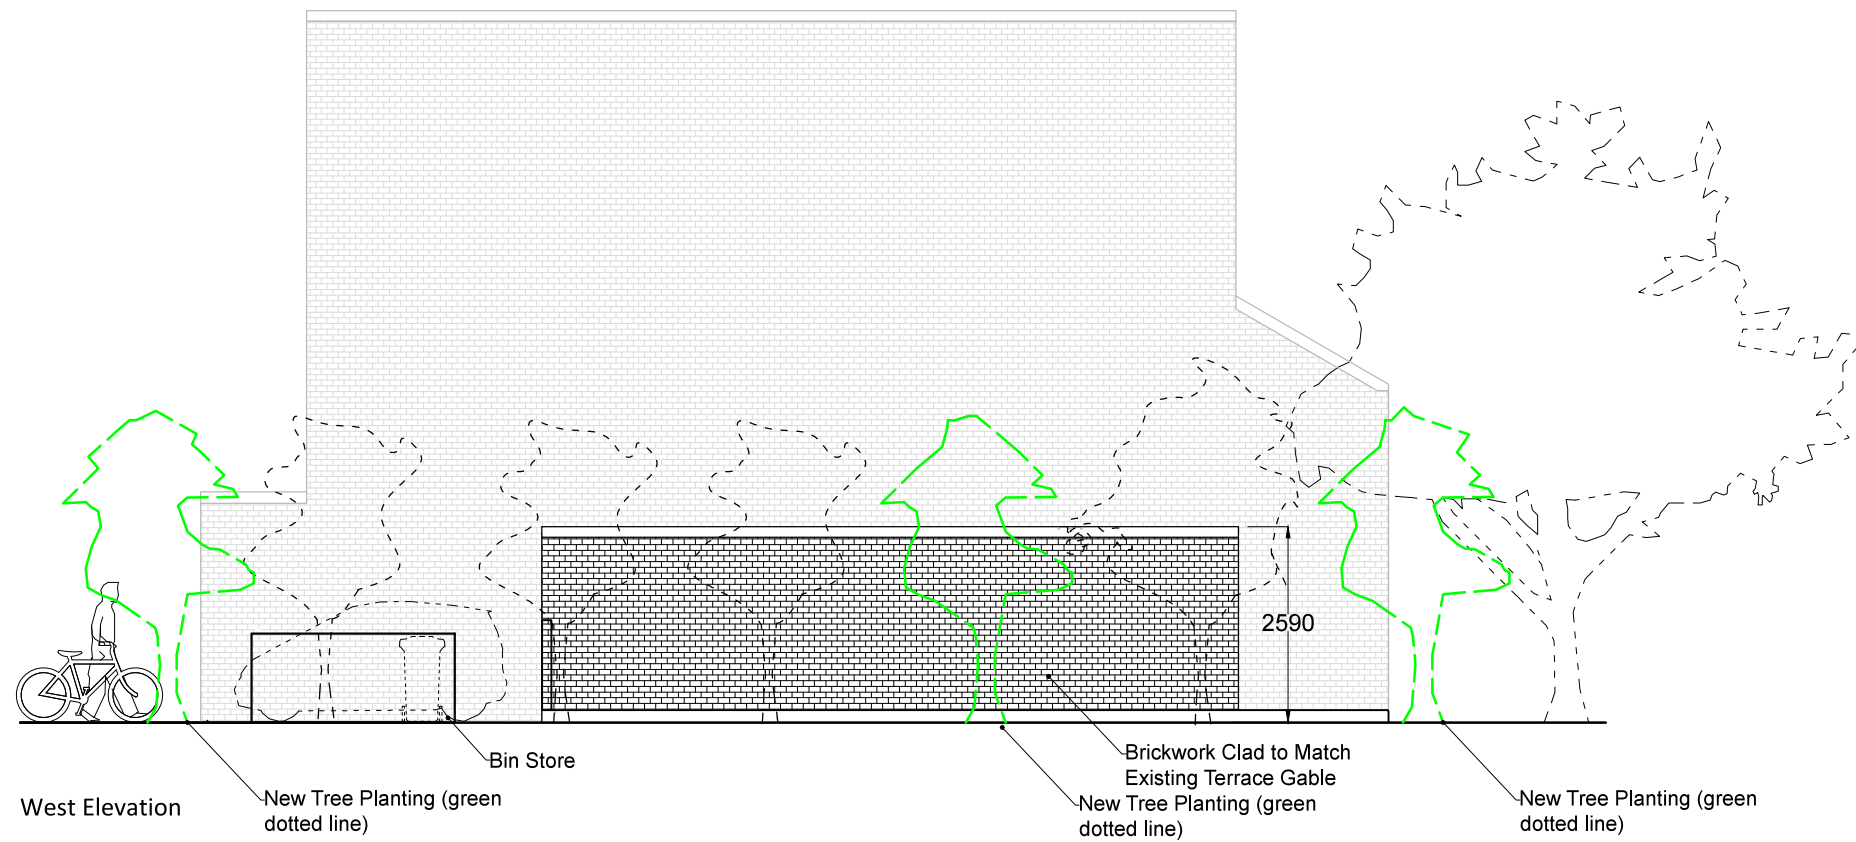 2590
Bin Store
Brickwork Clad to Match
Existing Terrace Gable
West Elevation
New Tree Planting (green
dotted line)
New Tree Planting (green
dotted line)
New Tree Planting (green
dotted line)